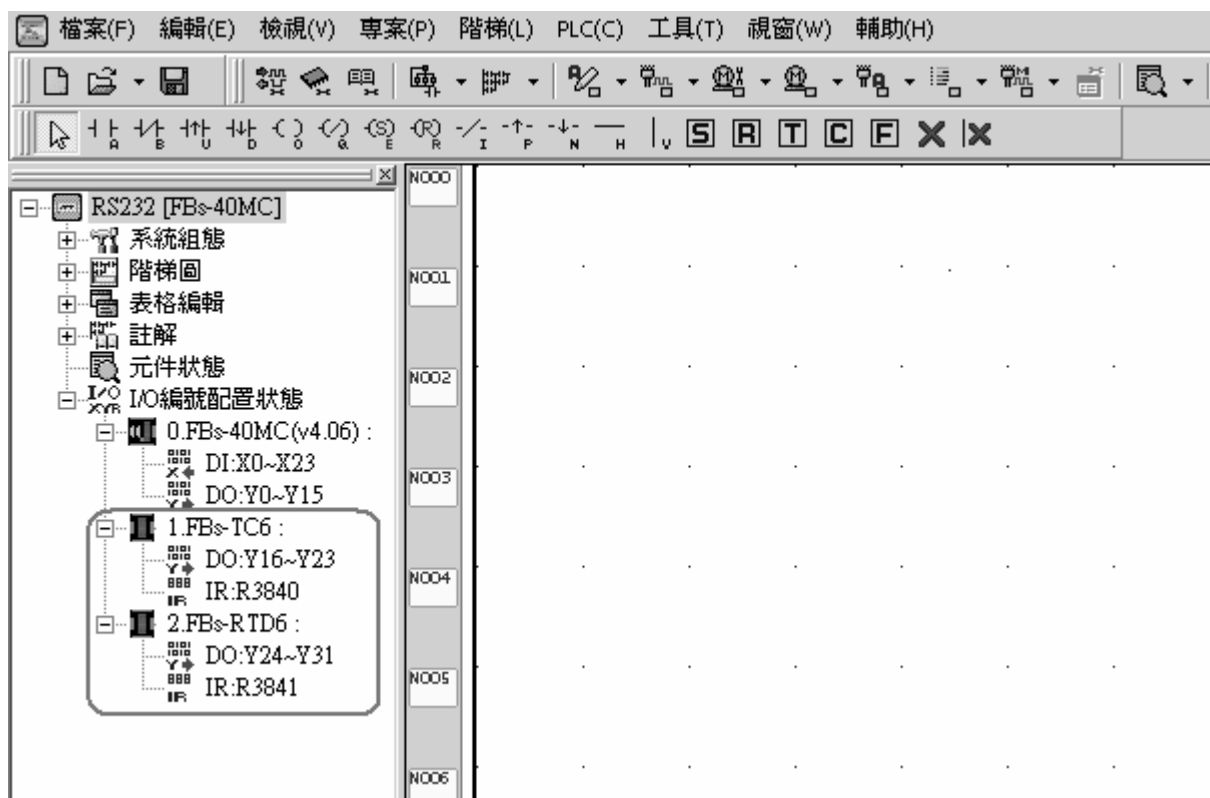 檔案(F) 編輯(E) 檢視(V) 專案(P) 階梯(L) PLC(C) 工具(T) 視窗(W) 輔助(H)
A B U D O Q E R I P N H V S R T C F
RS232 [FBs-40MC]
系統組態
階梯圖
表格編輯
註解
元件狀態
I/O編號配置狀態
0.FBs-40MC(v4.06) :
DI:X0~X23
DO:Y0~Y15
1.FBs-TC6 :
DO:Y16~Y23
IR:R3840
2.FBs-RTD6 :
DO:Y24~Y31
IR:R3841
N000
N001
N002
N003
N004
N005
N006